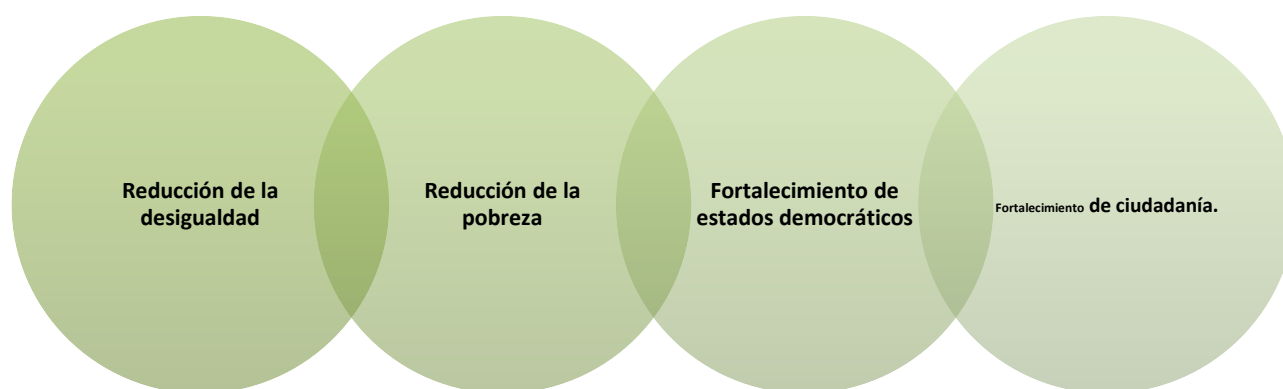 Reducción de la
desigualdad
Reducción de la
pobreza
Fortalecimiento de
estados democráticos
Fortalecimiento de ciudadanía.